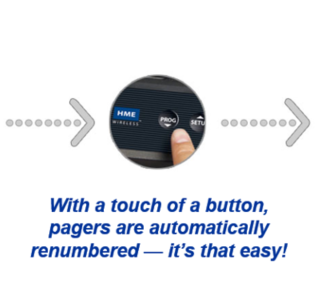 HME
WIRELESS
PROG
SETU
With a touch of a button,
pagers are automatically
renumbered — it's that easy!